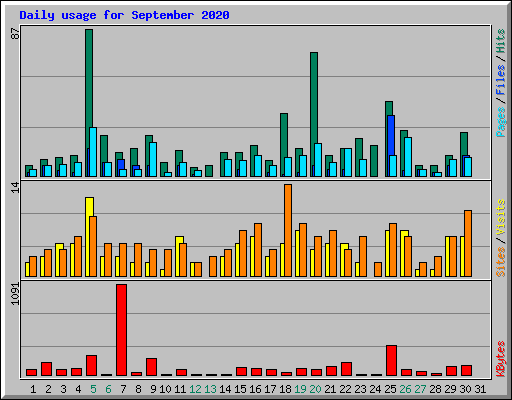 Daily usage for September 2020
87
Pages / Files / Hits
14
Sites / Visits
1091
KBytes
1 2 3 4 5 6 7 8 9 10 11 12 13 14 15 16 17 18 19 20 21 22 23 24 25 26 27 28 29 30 31